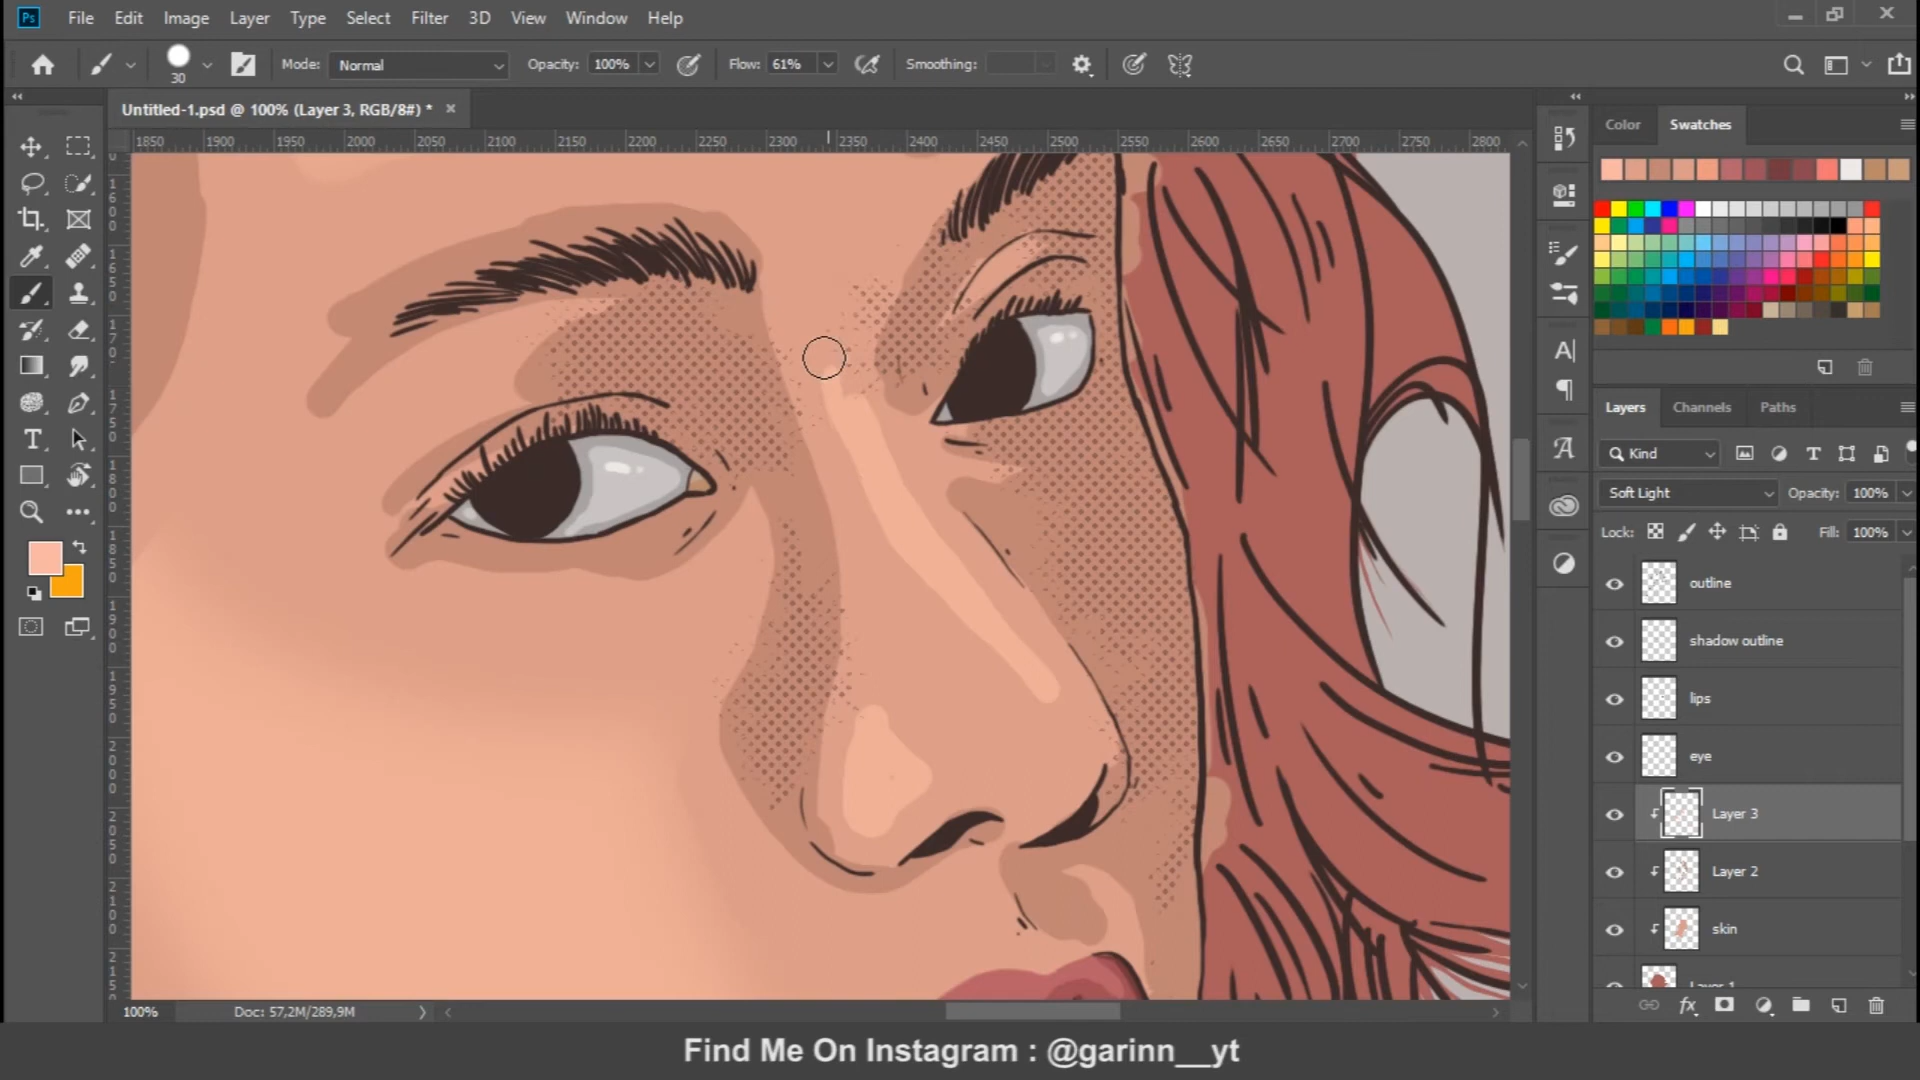 Ps File Edit Image Layer Type Select Filter 3D View Window Help
30 Mode: Normal Opacity: 100% Flow: 61% Smoothing:
Untitled-1.psd @ 100% (Layer 3, RGB/8#) *
1850 1900 1950 2000 2050 2100 2150 2200 2250 2300 2350 2400 2450 2500 2550 2600 2650 2700 2750 2800
Color Swatches
Layers Channels Paths
Kind
Soft Light Opacity: 100%
Lock: Fill: 100%
outline
shadow outline
lips
eye
Layer 3
Layer 2
skin
Layer 1
100% Doc: 57,2M/289,9M
Find Me On Instagram : @garinn__yt